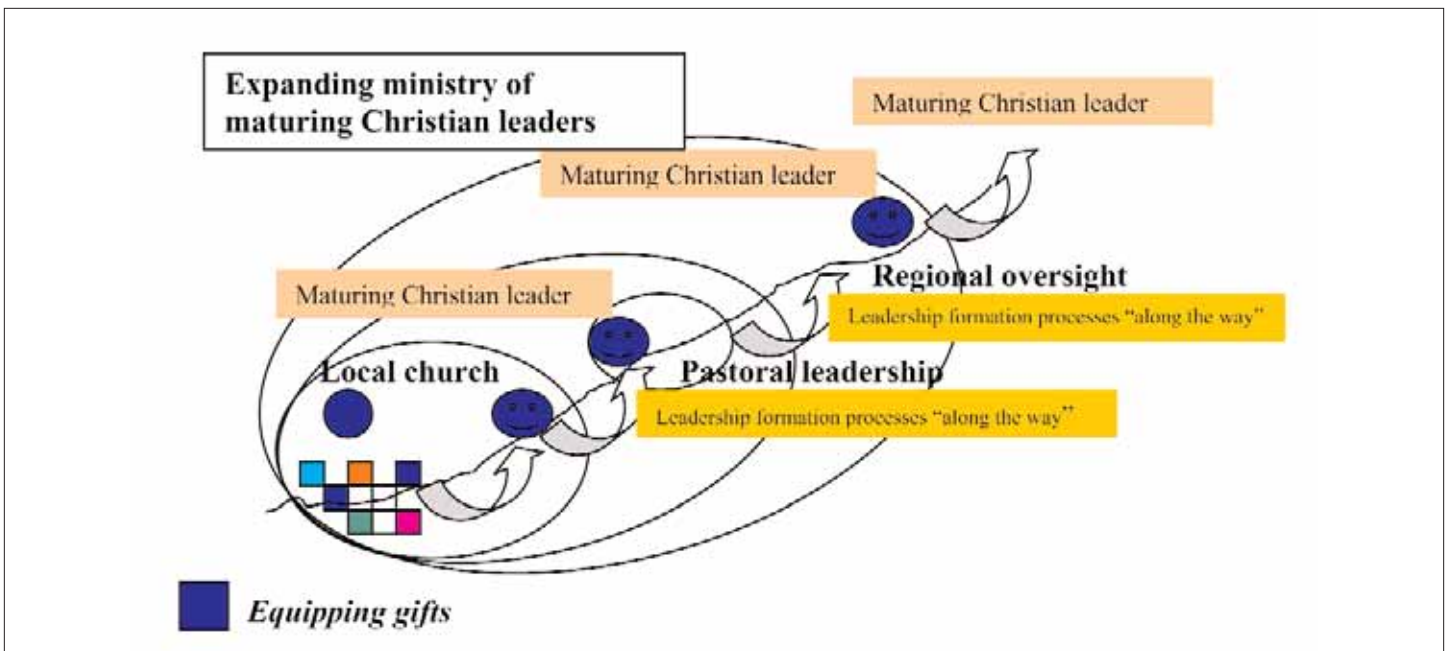 Expanding ministry of
maturing Christian leaders
Maturing Christian leader
Maturing Christian leader
Maturing Christian leader
Regional oversight
Leadership formation processes “along the way”
Local church
Pastoral leadership
Leadership formation processes “along the way”
Equipping gifts